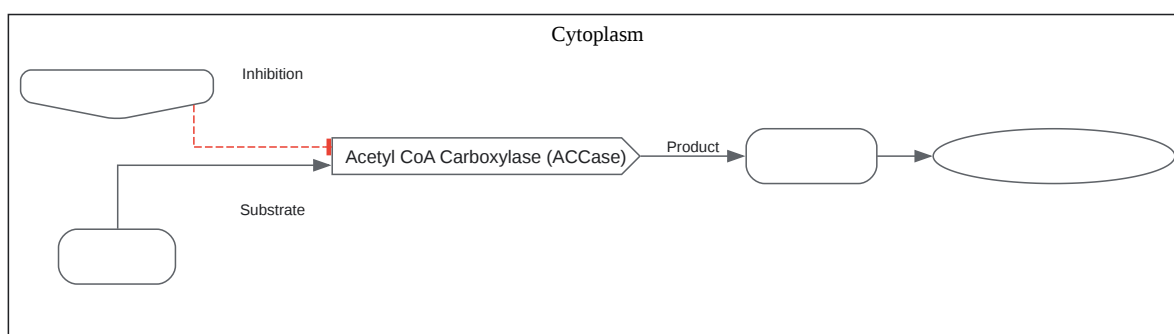 Cytoplasm
Inhibition
Acetyl CoA Carboxylase (ACCase)
Product
Substrate